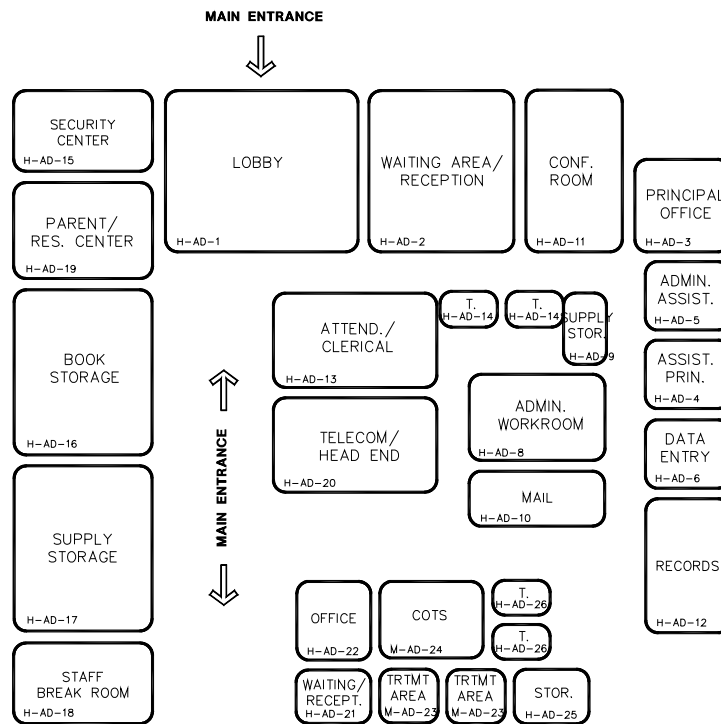 MAIN ENTRANCE
SECURITY
CENTER
H-AD-15
LOBBY
H-AD-1
WAITING AREA/
RECEPTION
H-AD-2
CONF.
ROOM
H-AD-11
PRINCIPAL
OFFICE
H-AD-3
PARENT/
RES. CENTER
H-AD-19
ADMIN.
ASSIST.
H-AD-5
T.
H-AD-14
T.
H-AD-14
SUPPLY
STOR.
H-AD-9
ATTEND./
CLERICAL
H-AD-13
BOOK
STORAGE
H-AD-16
ASSIST.
PRIN.
H-AD-4
ADMIN.
WORKROOM
H-AD-8
TELECOM/
HEAD END
H-AD-20
DATA
ENTRY
H-AD-6
MAIN ENTRANCE
MAIL
H-AD-10
SUPPLY
STORAGE
H-AD-17
RECORDS
H-AD-12
OFFICE
H-AD-22
COTS
M-AD-24
T.
H-AD-26
T.
H-AD-26
STAFF
BREAK ROOM
H-AD-18
WAITING/
RECEPT.
H-AD-21
TRTMT
AREA
M-AD-23
TRTMT
AREA
M-AD-23
STOR.
H-AD-25